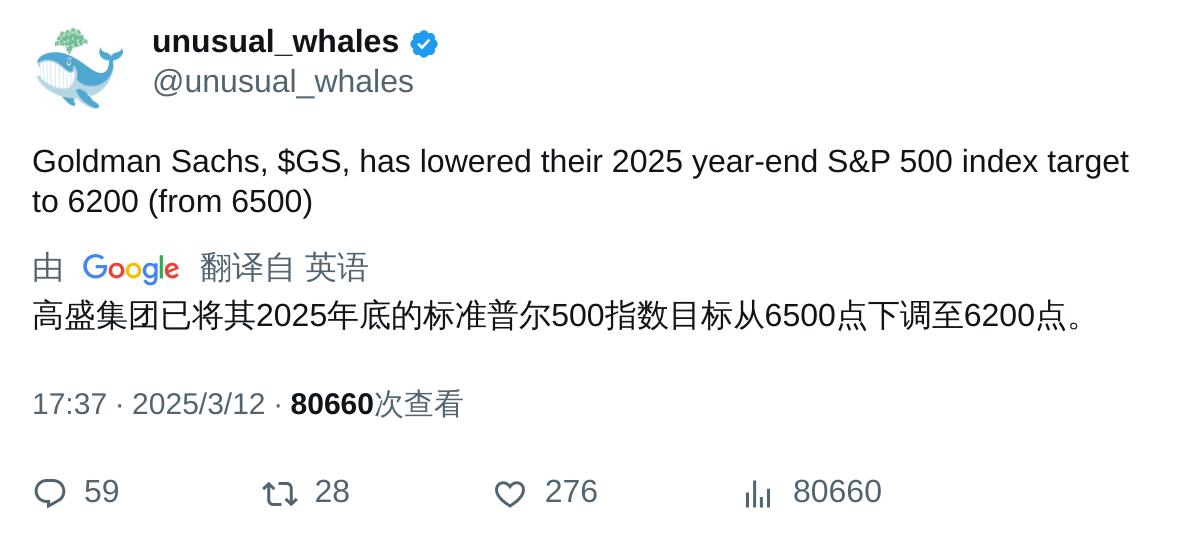 unusual_whales
@unusual_whales
Goldman Sachs, $GS, has lowered their 2025 year-end S&P 500 index target
to 6200 (from 6500)
由 Google 翻译自 英语
高盛集团已将其2025年底的标准普尔500指数目标从6500点下调至6200点。
17:37 · 2025/3/12 · 80660次查看
59 28 276 80660